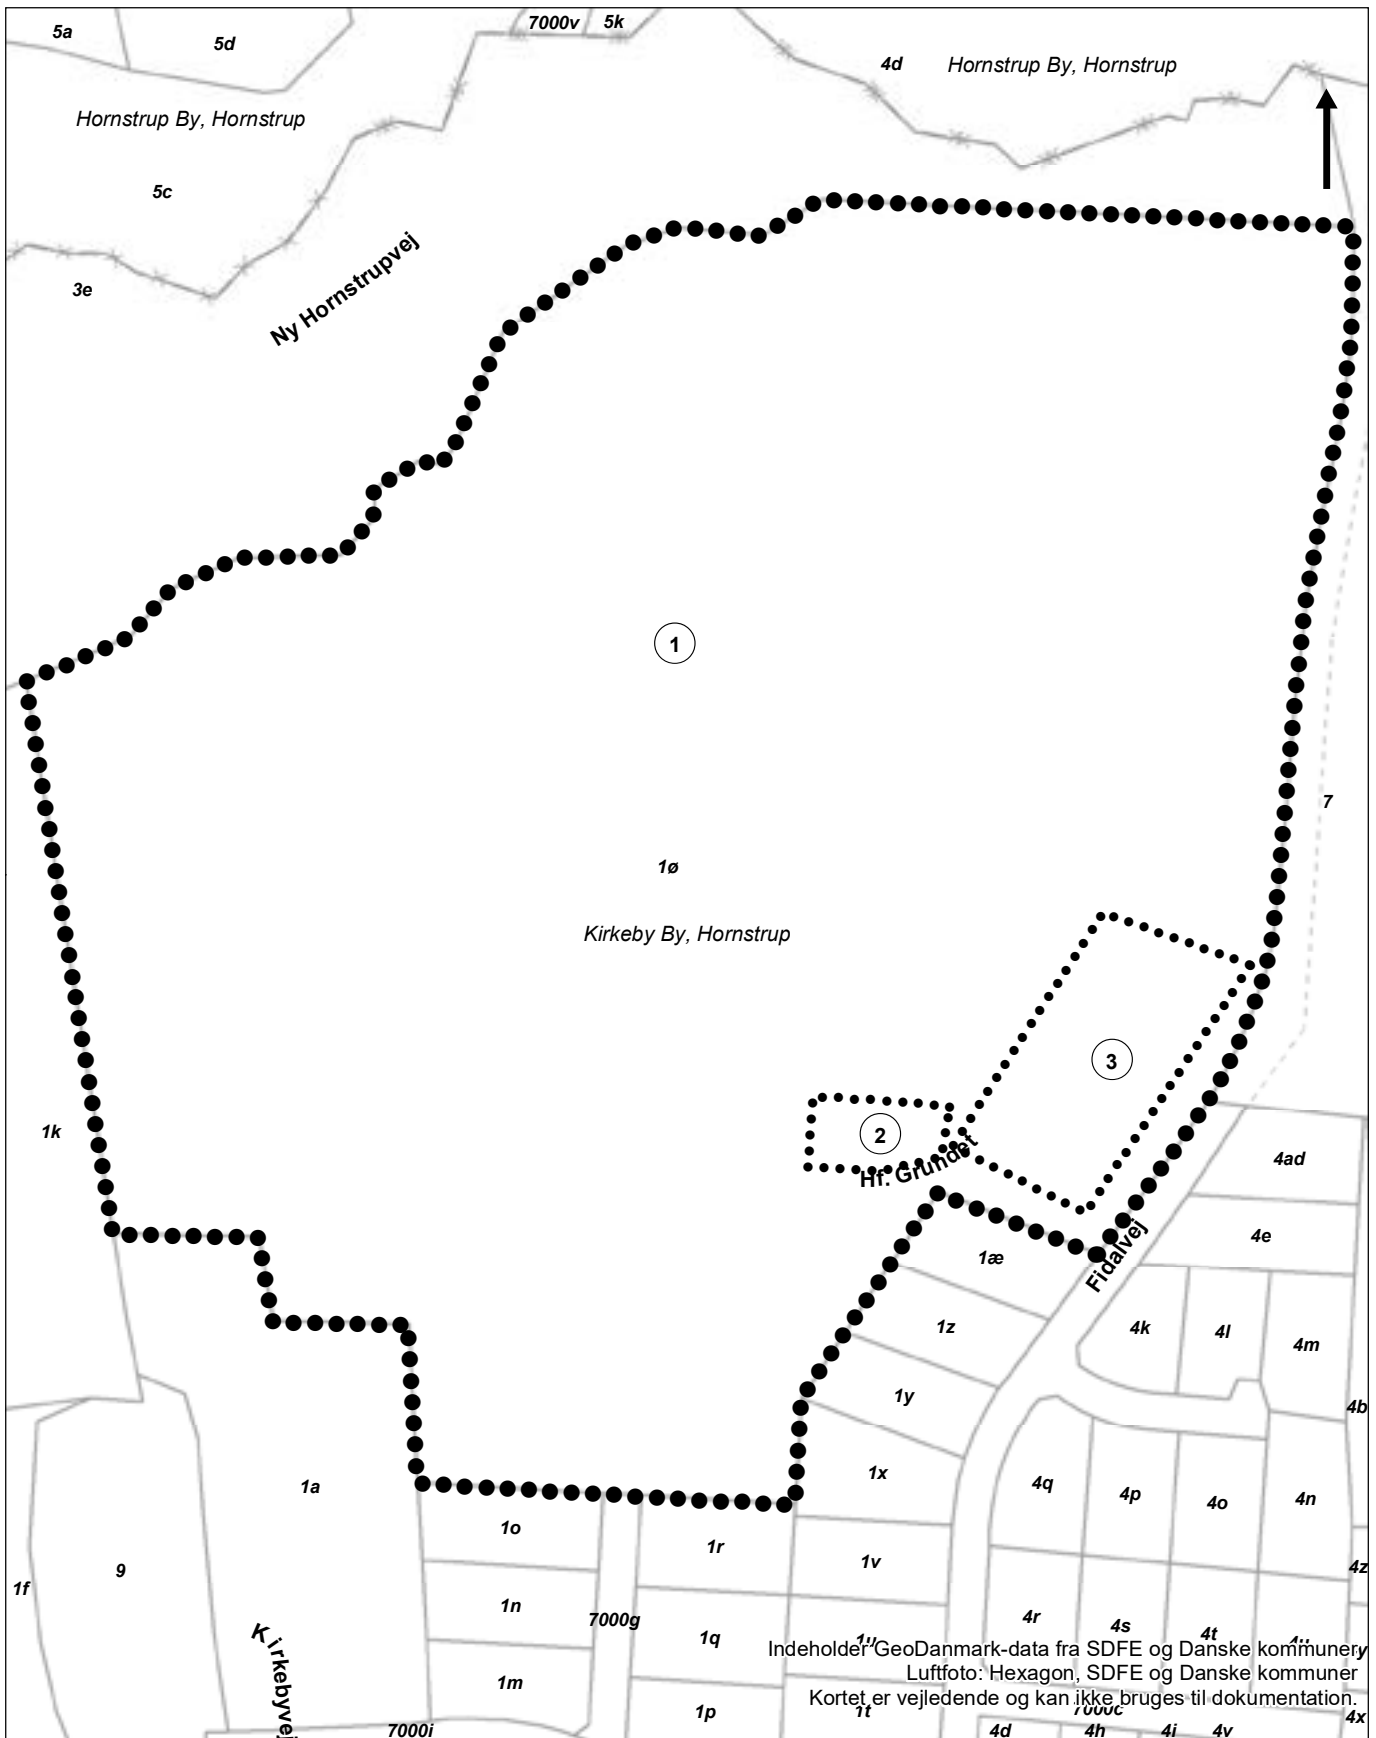 5a
5d
7000v
5k
4d
Hornstrup By, Hornstrup
Hornstrup By, Hornstrup
5c
3e
Ny Hornstrupvej
1
7
1ø
Kirkeby By, Hornstrup
3
2
Hf. Grundet
1k
4ad
4e
1æ
Fidalvej
1z
4k
4l
4m
1y
4b
1x
4q
4p
4o
4n
1a
1o
1r
1v
4z
9
1f
1n
7000g
1q
4r
4s
4t
Kirkebyvej
Indeholder GeoDanmark-data fra SDFE og Danske kommuner
Luftfoto: Hexagon, SDFE og Danske kommuner
Kortet er vejledende og kan ikke bruges til dokumentation.
1m
1p
1t
7000c
4x
7000i
4d
4h
4i
4v